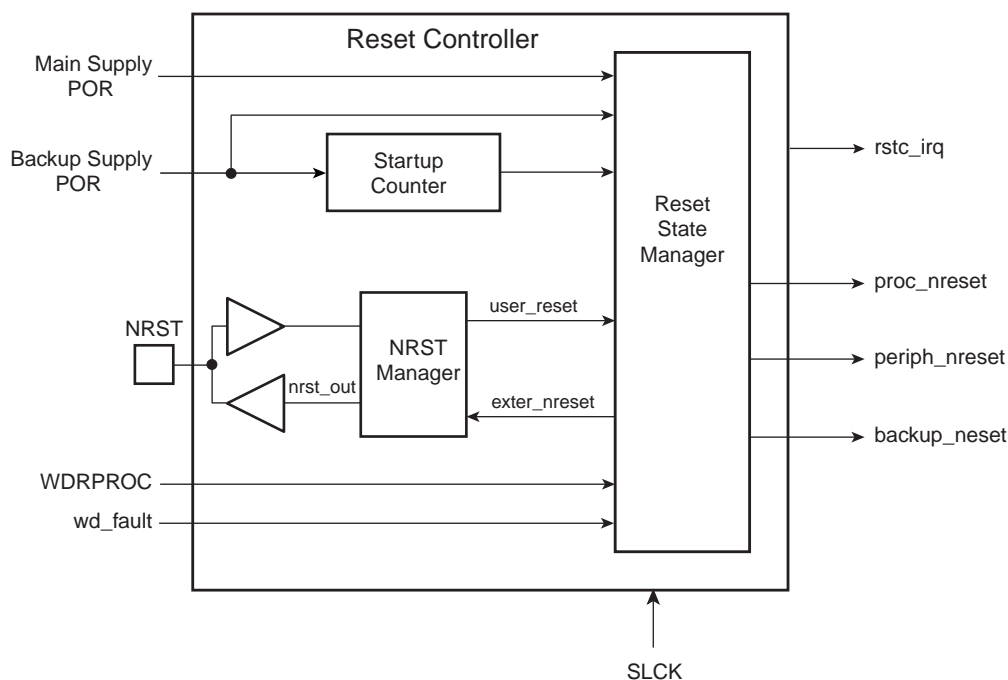 Reset Controller
Main Supply
POR
Backup Supply
POR
Startup
Counter
Reset
State
Manager
rstc_irq
proc_nreset
periph_nreset
backup_neset
NRST
NRST
Manager
user_reset
nrst_out
exter_nreset
WDRPROC
wd_fault
SLCK